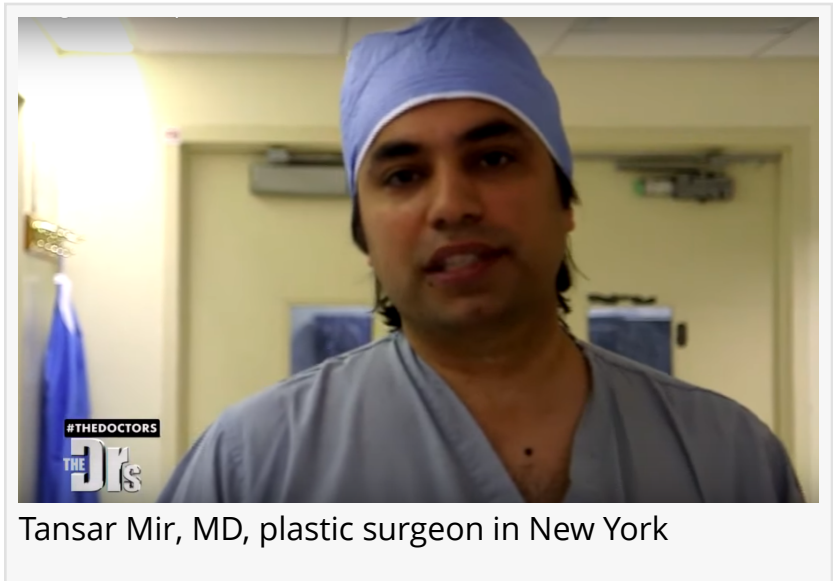 #THEDOCTORS
THE Drs
Tansar Mir, MD, plastic surgeon in New York